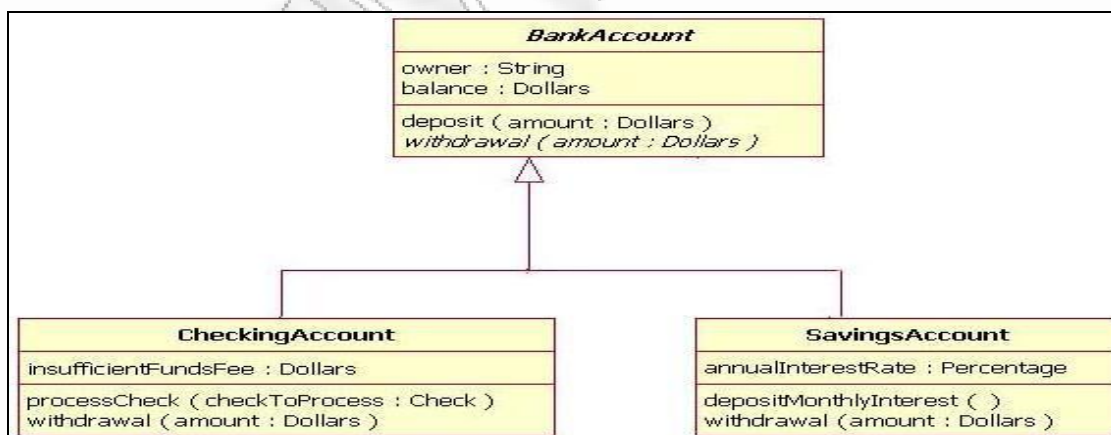 BankAccount
owner : String
balance : Dollars
deposit ( amount : Dollars )
withdrawal ( amount : Dollars )
CheckingAccount
insufficientFundsFee : Dollars
processCheck ( checkToProcess : Check )
withdrawal ( amount : Dollars )
SavingsAccount
annualInterestRate : Percentage
depositMonthlyInterest ( )
withdrawal ( amount : Dollars )